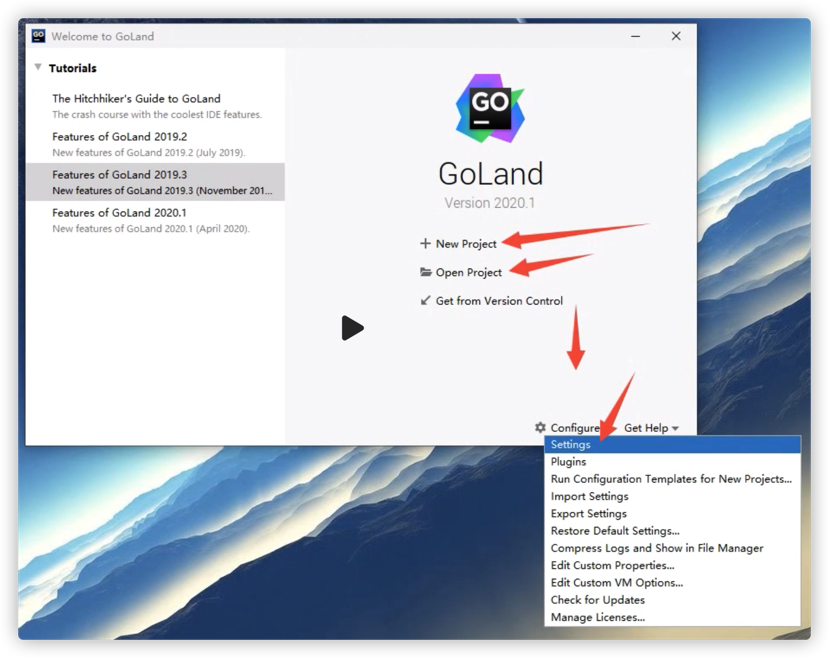 GO
Welcome to GoLand
Tutorials
The Hitchhiker's Guide to GoLand
The crash course with the coolest IDE features.
Features of GoLand 2019.2
New features of GoLand 2019.2 (July 2019).
Features of GoLand 2019.3
New features of GoLand 2019.3 (November 201...
Features of GoLand 2020.1
New features of GoLand 2020.1 (April 2020).
GO
GoLand
Version 2020.1
New Project
Open Project
Get from Version Control
Configure
Get Help
Settings
Plugins
Run Configuration Templates for New Projects...
Import Settings
Export Settings
Restore Default Settings...
Compress Logs and Show in File Manager
Edit Custom Properties...
Edit Custom VM Options...
Check for Updates
Manage Licenses...